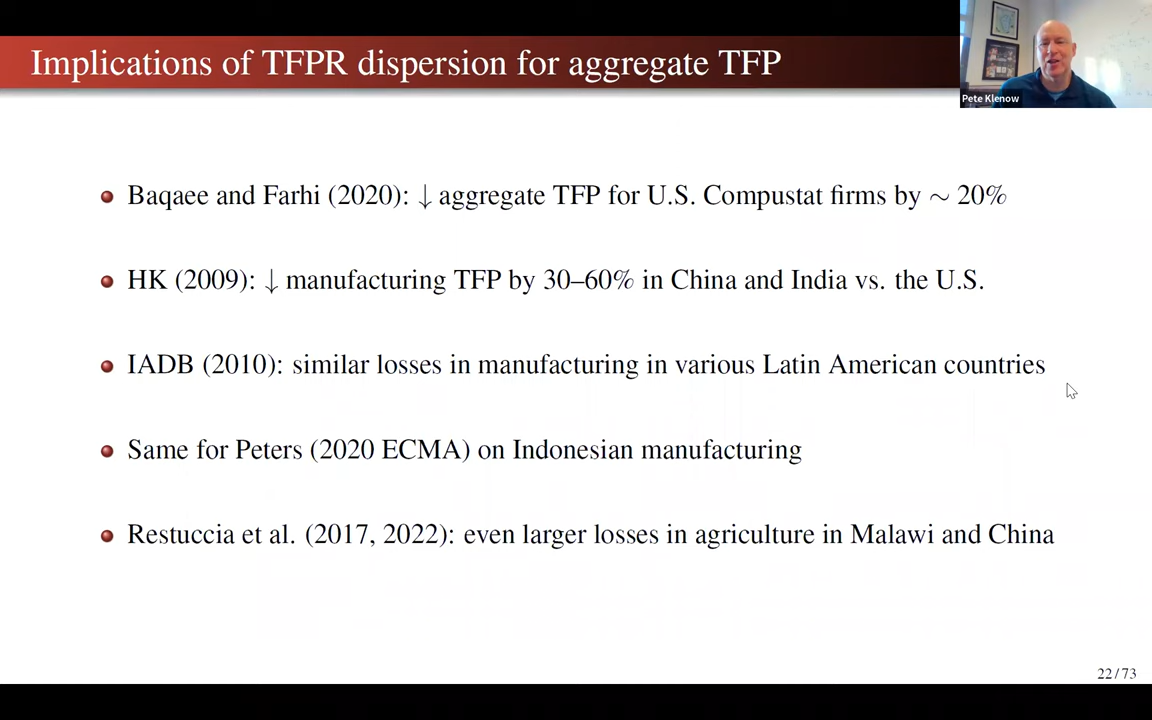 Implications of TFPR dispersion for aggregate TFP
Pete Klenow
Baqaee and Farhi (2020): ↓ aggregate TFP for U.S. Compustat firms by ∼ 20%
HK (2009): ↓ manufacturing TFP by 30–60% in China and India vs. the U.S.
IADB (2010): similar losses in manufacturing in various Latin American countries
Same for Peters (2020 ECMA) on Indonesian manufacturing
Restuccia et al. (2017, 2022): even larger losses in agriculture in Malawi and China
22 / 73